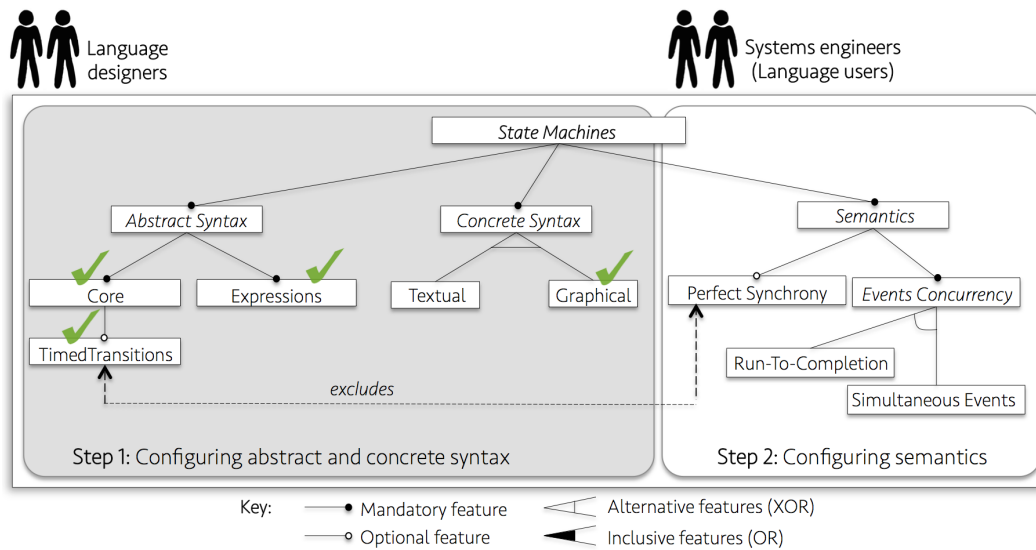 Language
designers
Systems engineers
(Language users)
State Machines
Abstract Syntax
Concrete Syntax
Semantics
Core
Expressions
Textual
Graphical
Perfect Synchrony
Events Concurrency
TimedTransitions
Run-To-Completion
excludes
Simultaneous Events
Step 1: Configuring abstract and concrete syntax
Step 2: Configuring semantics
Key:
Mandatory feature
Alternative features (XOR)
Optional feature
Inclusive features (OR)